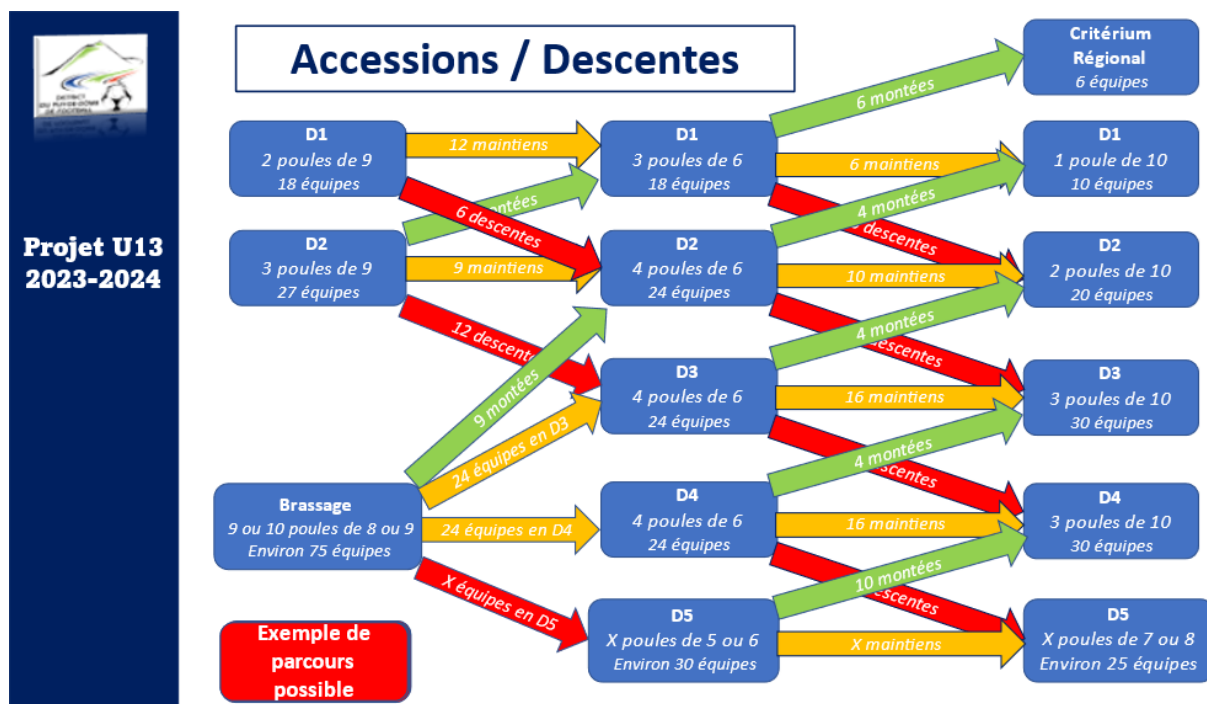 DISTRICT
DU PUY-DE-DÔME
DE FOOTBALL
Projet U13
2023-2024
Accessions / Descentes
D1
2 poules de 9
18 équipes
D2
3 poules de 9
27 équipes
Brassage
9 ou 10 poules de 8 ou 9
Environ 75 équipes
Exemple de
parcours
possible
12 maintiens
montées
6 descentes
9 maintiens
12 descente
9 montées
24 équipes en D3
24 équipes en D4
X équipes en D5
D1
3 poules de 6
18 équipes
D2
4 poules de 6
24 équipes
D3
4 poules de 6
24 équipes
D4
4 poules de 6
24 équipes
D5
X poules de 5 ou 6
Environ 30 équipes
6 montées
6 maintiens
descentes
4 montées
10 maintiens
descentes
4 montées
16 maintiens
descentes
4 montées
16 maintiens
descentes
10 montées
X maintiens
Critérium
Régional
6 équipes
D1
1 poule de 10
10 équipes
D2
2 poules de 10
20 équipes
D3
3 poules de 10
30 équipes
D4
3 poules de 10
30 équipes
D5
X poules de 7 ou 8
Environ 25 équipes